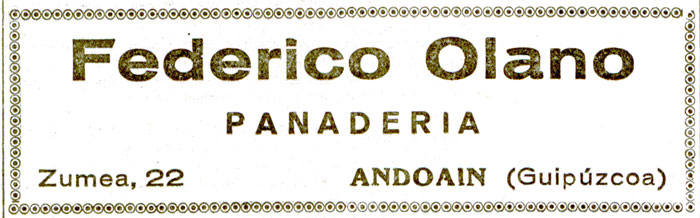 Federico Olano
PANADERIA
Zumea, 22 ANDOAIN (Guipúzcoa)